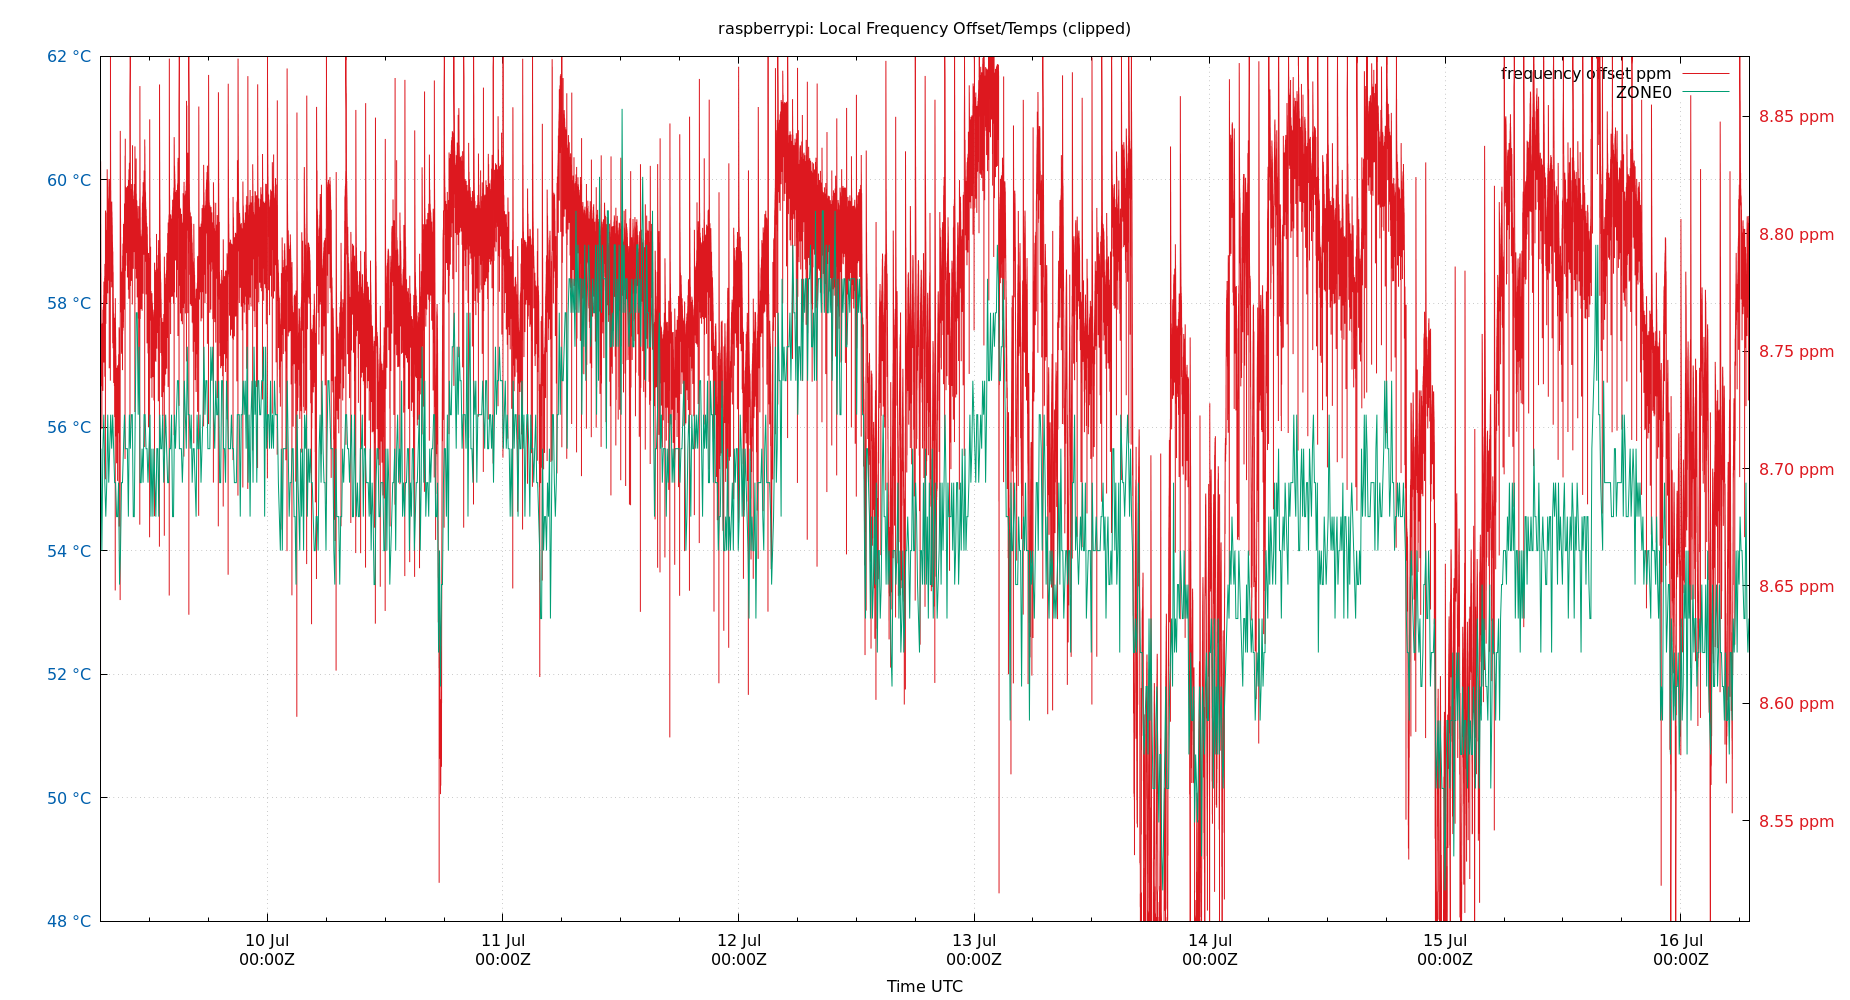 raspberrypi: Local Frequency Offset/Temps (clipped)
62 °C
60 °C
58 °C
56 °C
54 °C
52 °C
50 °C
48 °C
frequency offset ppm
ZONE0
8.85 ppm
8.80 ppm
8.75 ppm
8.70 ppm
8.65 ppm
8.60 ppm
8.55 ppm
10 Jul
00:00Z
11 Jul
00:00Z
12 Jul
00:00Z
13 Jul
00:00Z
14 Jul
00:00Z
15 Jul
00:00Z
16 Jul
00:00Z
Time UTC